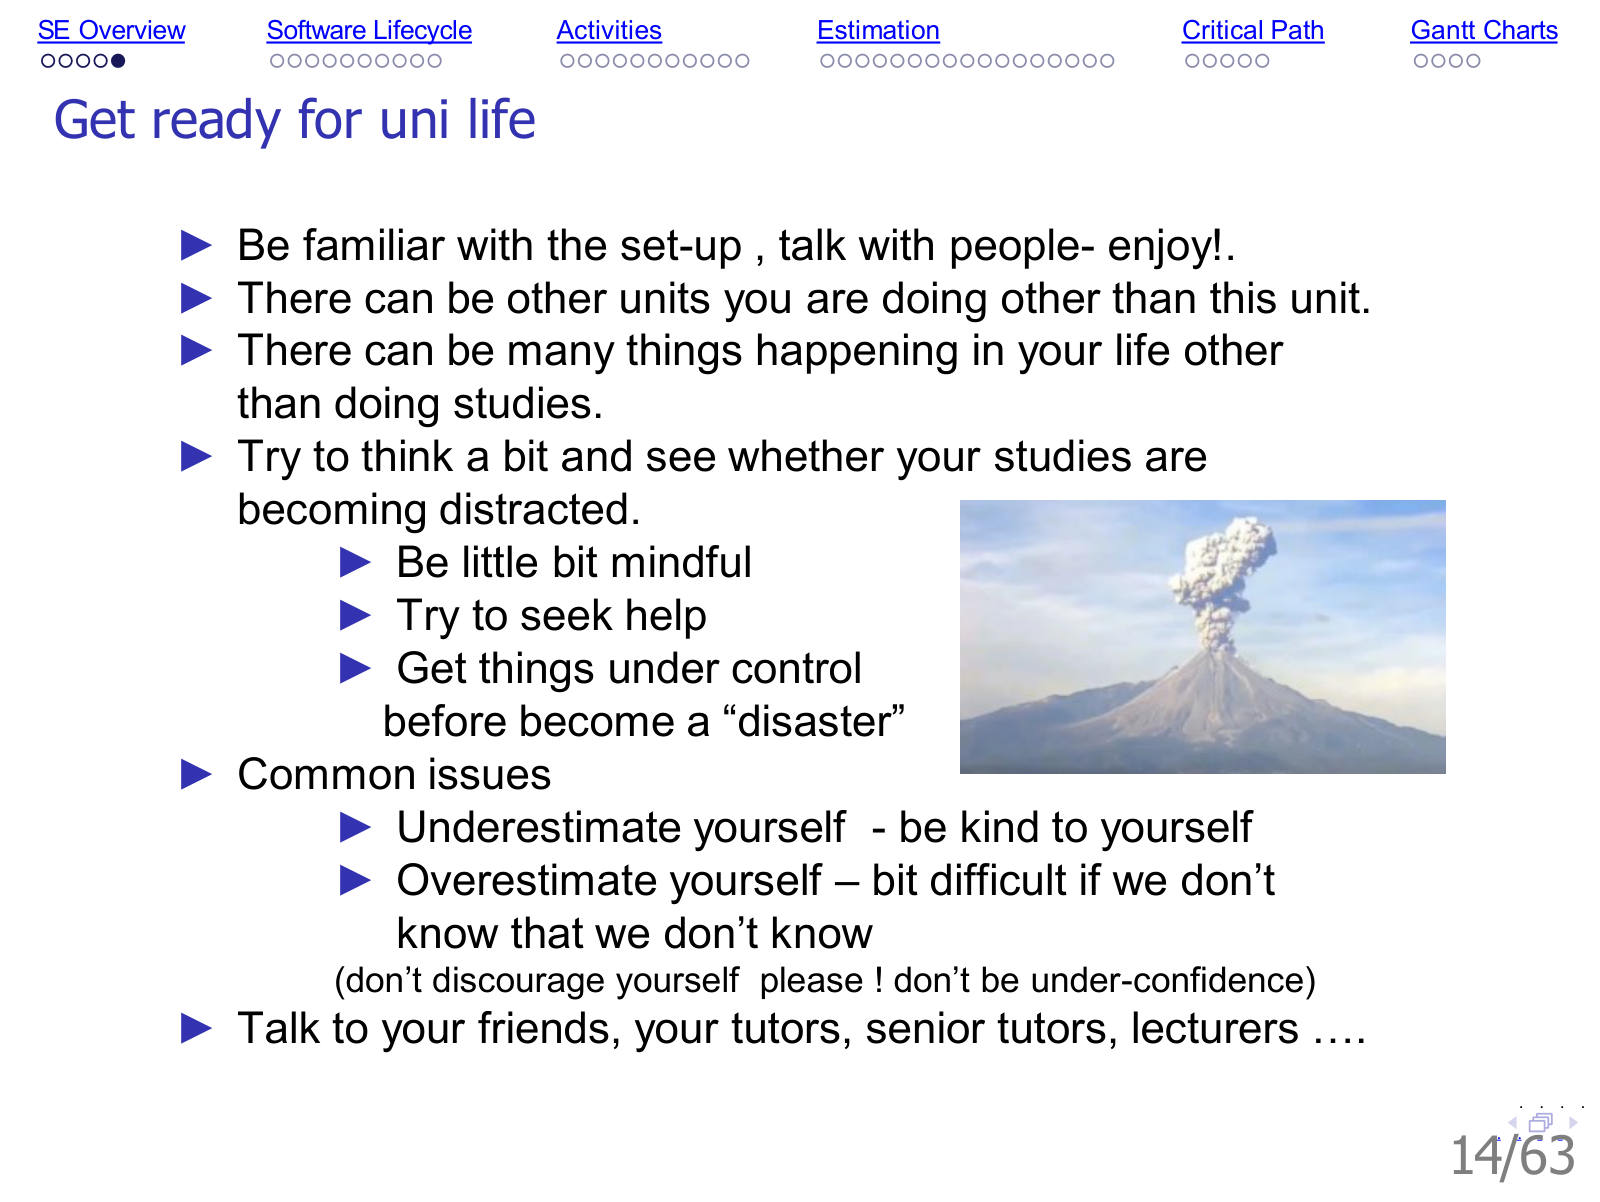 SE Overview
Software Lifecycle
Activities
Estimation
Critical Path
Gantt Charts
Get ready for uni life
Be familiar with the set-up , talk with people- enjoy!.
There can be other units you are doing other than this unit.
There can be many things happening in your life other
than doing studies.
Try to think a bit and see whether your studies are
becoming distracted.
Be little bit mindful
Try to seek help
Get things under control
before become a “disaster”
Common issues
Underestimate yourself  - be kind to yourself
Overestimate yourself – bit difficult if we don’t
know that we don’t know
(don’t discourage yourself  please ! don’t be under-confidence)
Talk to your friends, your tutors, senior tutors, lecturers ….
14/63